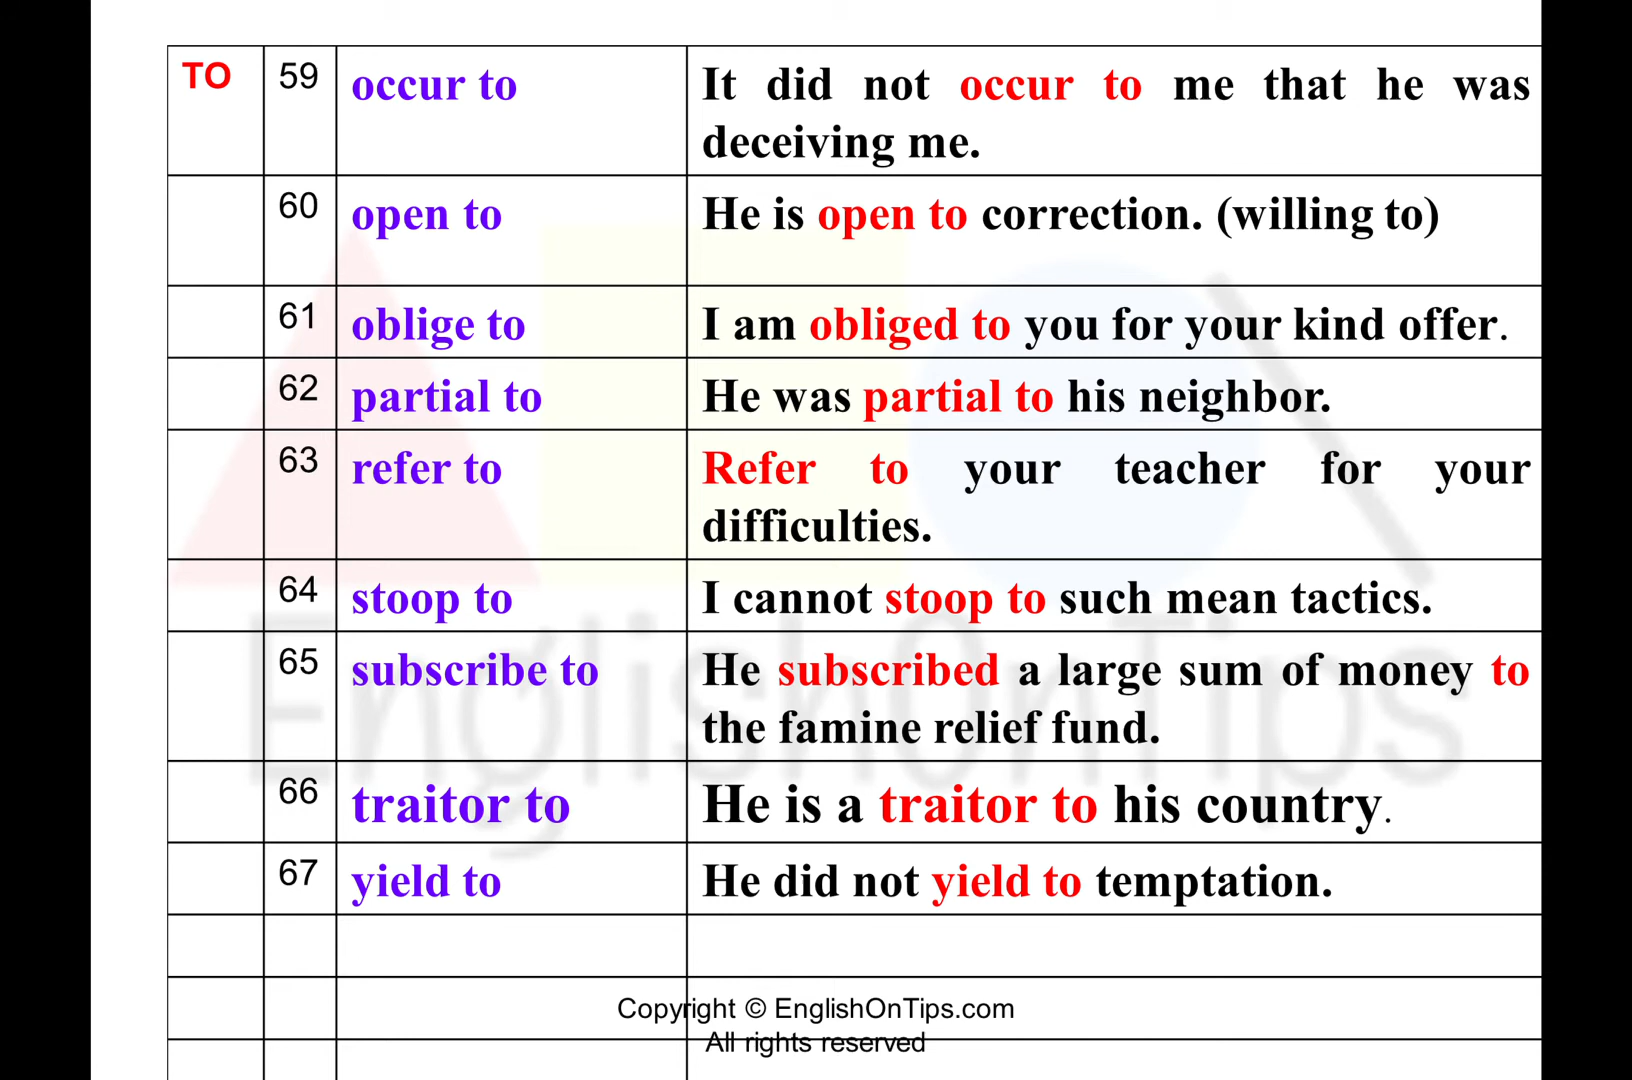 TO 59 occur to It did not occur to me that he was
deceiving me.
60 open to He is open to correction. (willing to)
61 oblige to I am obliged to you for your kind offer.
62 partial to He was partial to his neighbor.
63 refer to Refer to your teacher for your
difficulties.
64 stoop to I cannot stoop to such mean tactics.
65 subscribe to He subscribed a large sum of money to
the famine relief fund.
66 traitor to He is a traitor to his country.
67 yield to He did not yield to temptation.
EnglishOnTips
Copyright © EnglishOnTips.com
All rights reserved